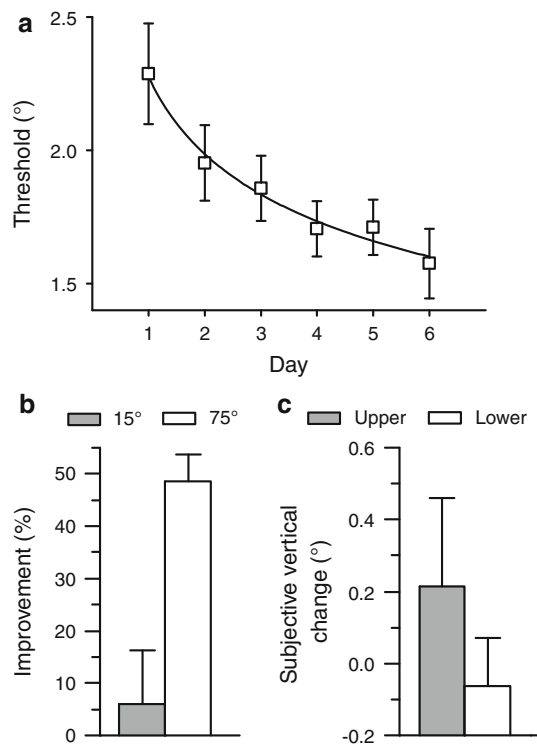 a
2.5
2.0
1.5
Threshold (°)
1 2 3 4 5 6
Day
b 15° 75°
50
40
30
20
10
0
Improvement (%)
c Upper Lower
0.6
0.4
0.2
0.0
-0.2
Subjective vertical
change (°)